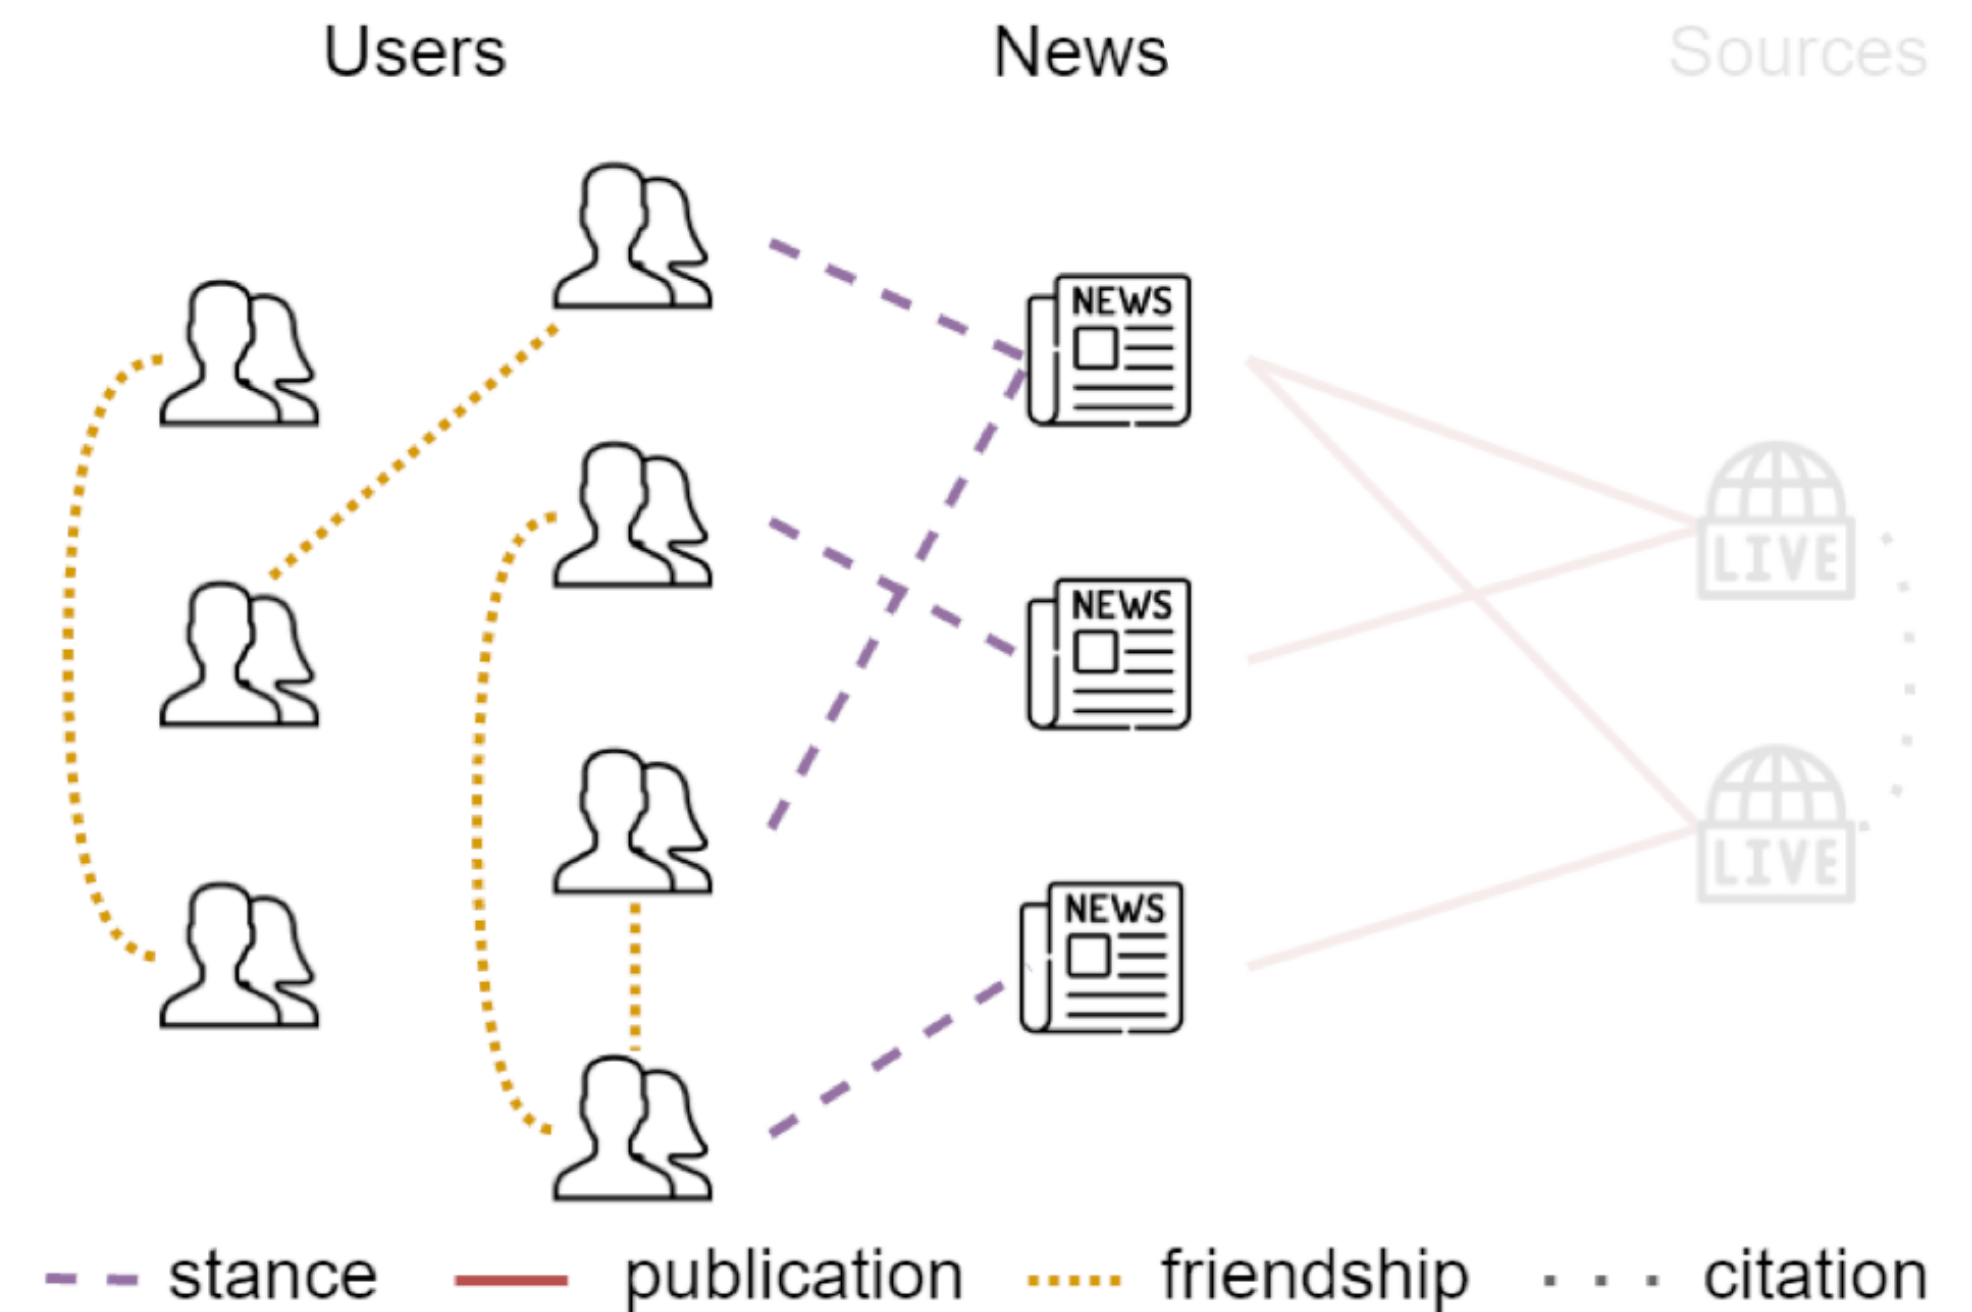 Users News Sources
NEWS
NEWS
LIVE
LIVE
NEWS
stance publication friendship citation